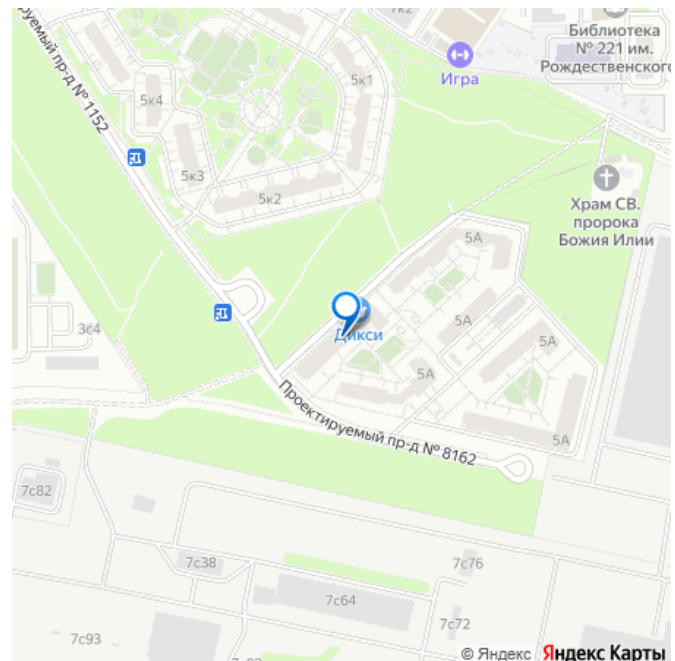 7к2
Библиотека
№ 221 им.
Рождественского
Игра
5к1
5к4
5к3
5к2
пр-д № 1152
Храм СВ.
пророка
Божия Илии
5А
3с4
Дикси
5А
5А
5А
5А
Проектируемый пр-д № 8162
7с82
7с38
7с76
7с64
7с72
7с93
© Яндекс
Яндекс Карты